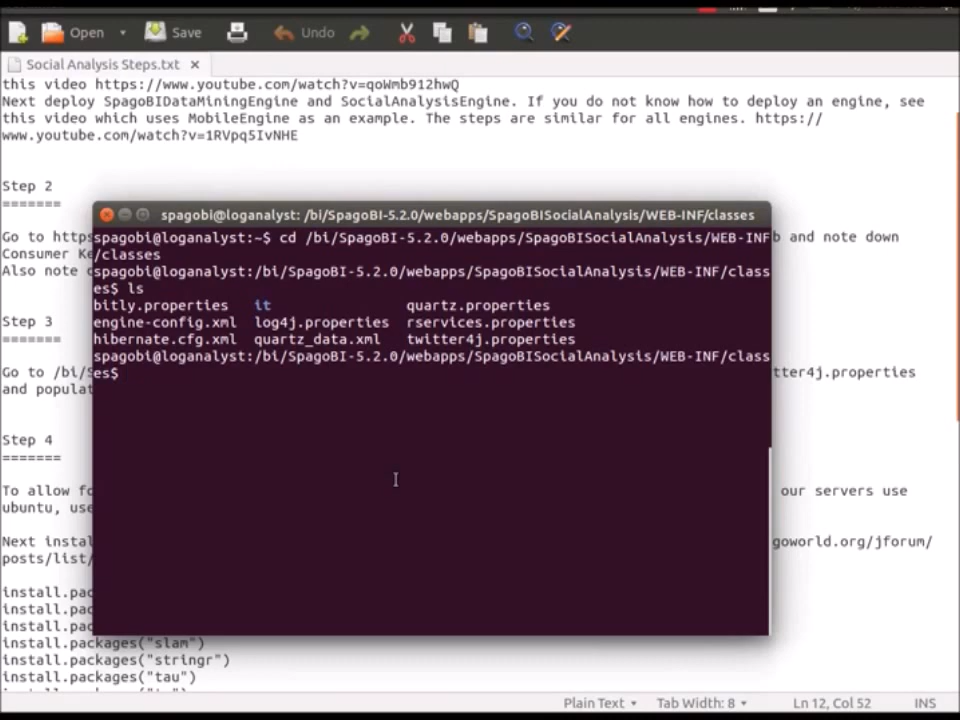 Open
Save
Undo
Social Analysis Steps.txt
this video https://www.youtube.com/watch?v=qoWmb912hwQ
Next deploy SpagoBIDataMiningEngine and SocialAnalysisEngine. If you do not know how to deploy an engine, see
this video which uses MobileEngine as an example. The steps are similar for all engines. https://
www.youtube.com/watch?v=1RVpq5IvNHE
Step 2
=======
spagobi@loganalyst: /bi/SpagoBI-5.2.0/webapps/SpagoBISocialAnalysis/WEB-INF/classes
Go to
spagobi@loganalyst:~$ cd /bi/SpagoBI-5.2.0/webapps/SpagoBISocialAnalysis/WEB-INF
and note down
Consumer
/classes
Also note
spagobi@loganalyst:/bi/SpagoBI-5.2.0/webapps/SpagoBISocialAnalysis/WEB-INF/class
es$ ls
bitly.properties it quartz.properties
Step 3
engine-config.xml log4j.properties rservices.properties
=======
hibernate.cfg.xml quartz_data.xml twitter4j.properties
spagobi@loganalyst:/bi/SpagoBI-5.2.0/webapps/SpagoBISocialAnalysis/WEB-INF/class
Go to /bi/
es$
tter4j.properties
and
Step 4
=======
To allow
our servers use
ubuntu,
Next
goworld.org/jforum/
posts/list/
install.pac
install.pac
install.pac
install.packages("slam")
install.packages("stringr")
install.packages("tau")
Plain Text Tab Width: 8 Ln 12, Col 52 INS